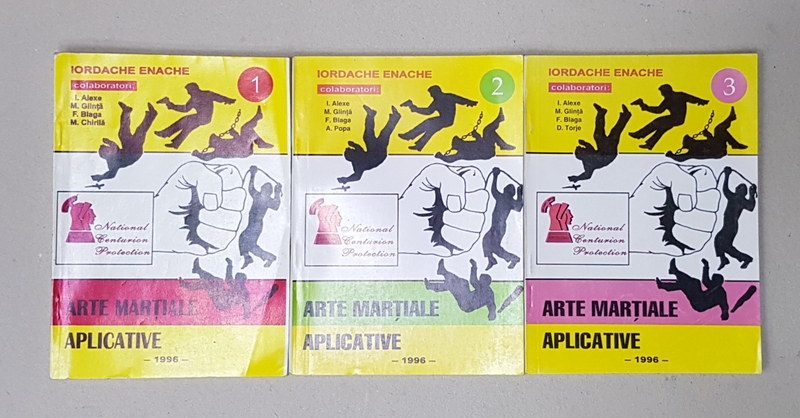 IORDACHE ENACHE
1
colaboratori:
I. Alexe
M. Glință
F. Blaga
M. Chirilă
National
Centurion
Protection
ARTE MARȚIALE
APLICATIVE
– 1996 –
IORDACHE ENACHE
2
colaboratori:
I. Alexe
M. Glință
F. Blaga
A. Popa
National
Centurion
Protection
ARTE MARȚIALE
APLICATIVE
– 1996 –
IORDACHE ENACHE
3
colaboratori:
I. Alexe
M. Glință
F. Blaga
D. Torje
National
Centurion
Protection
ARTE MARȚIALE
APLICATIVE
– 1996 –